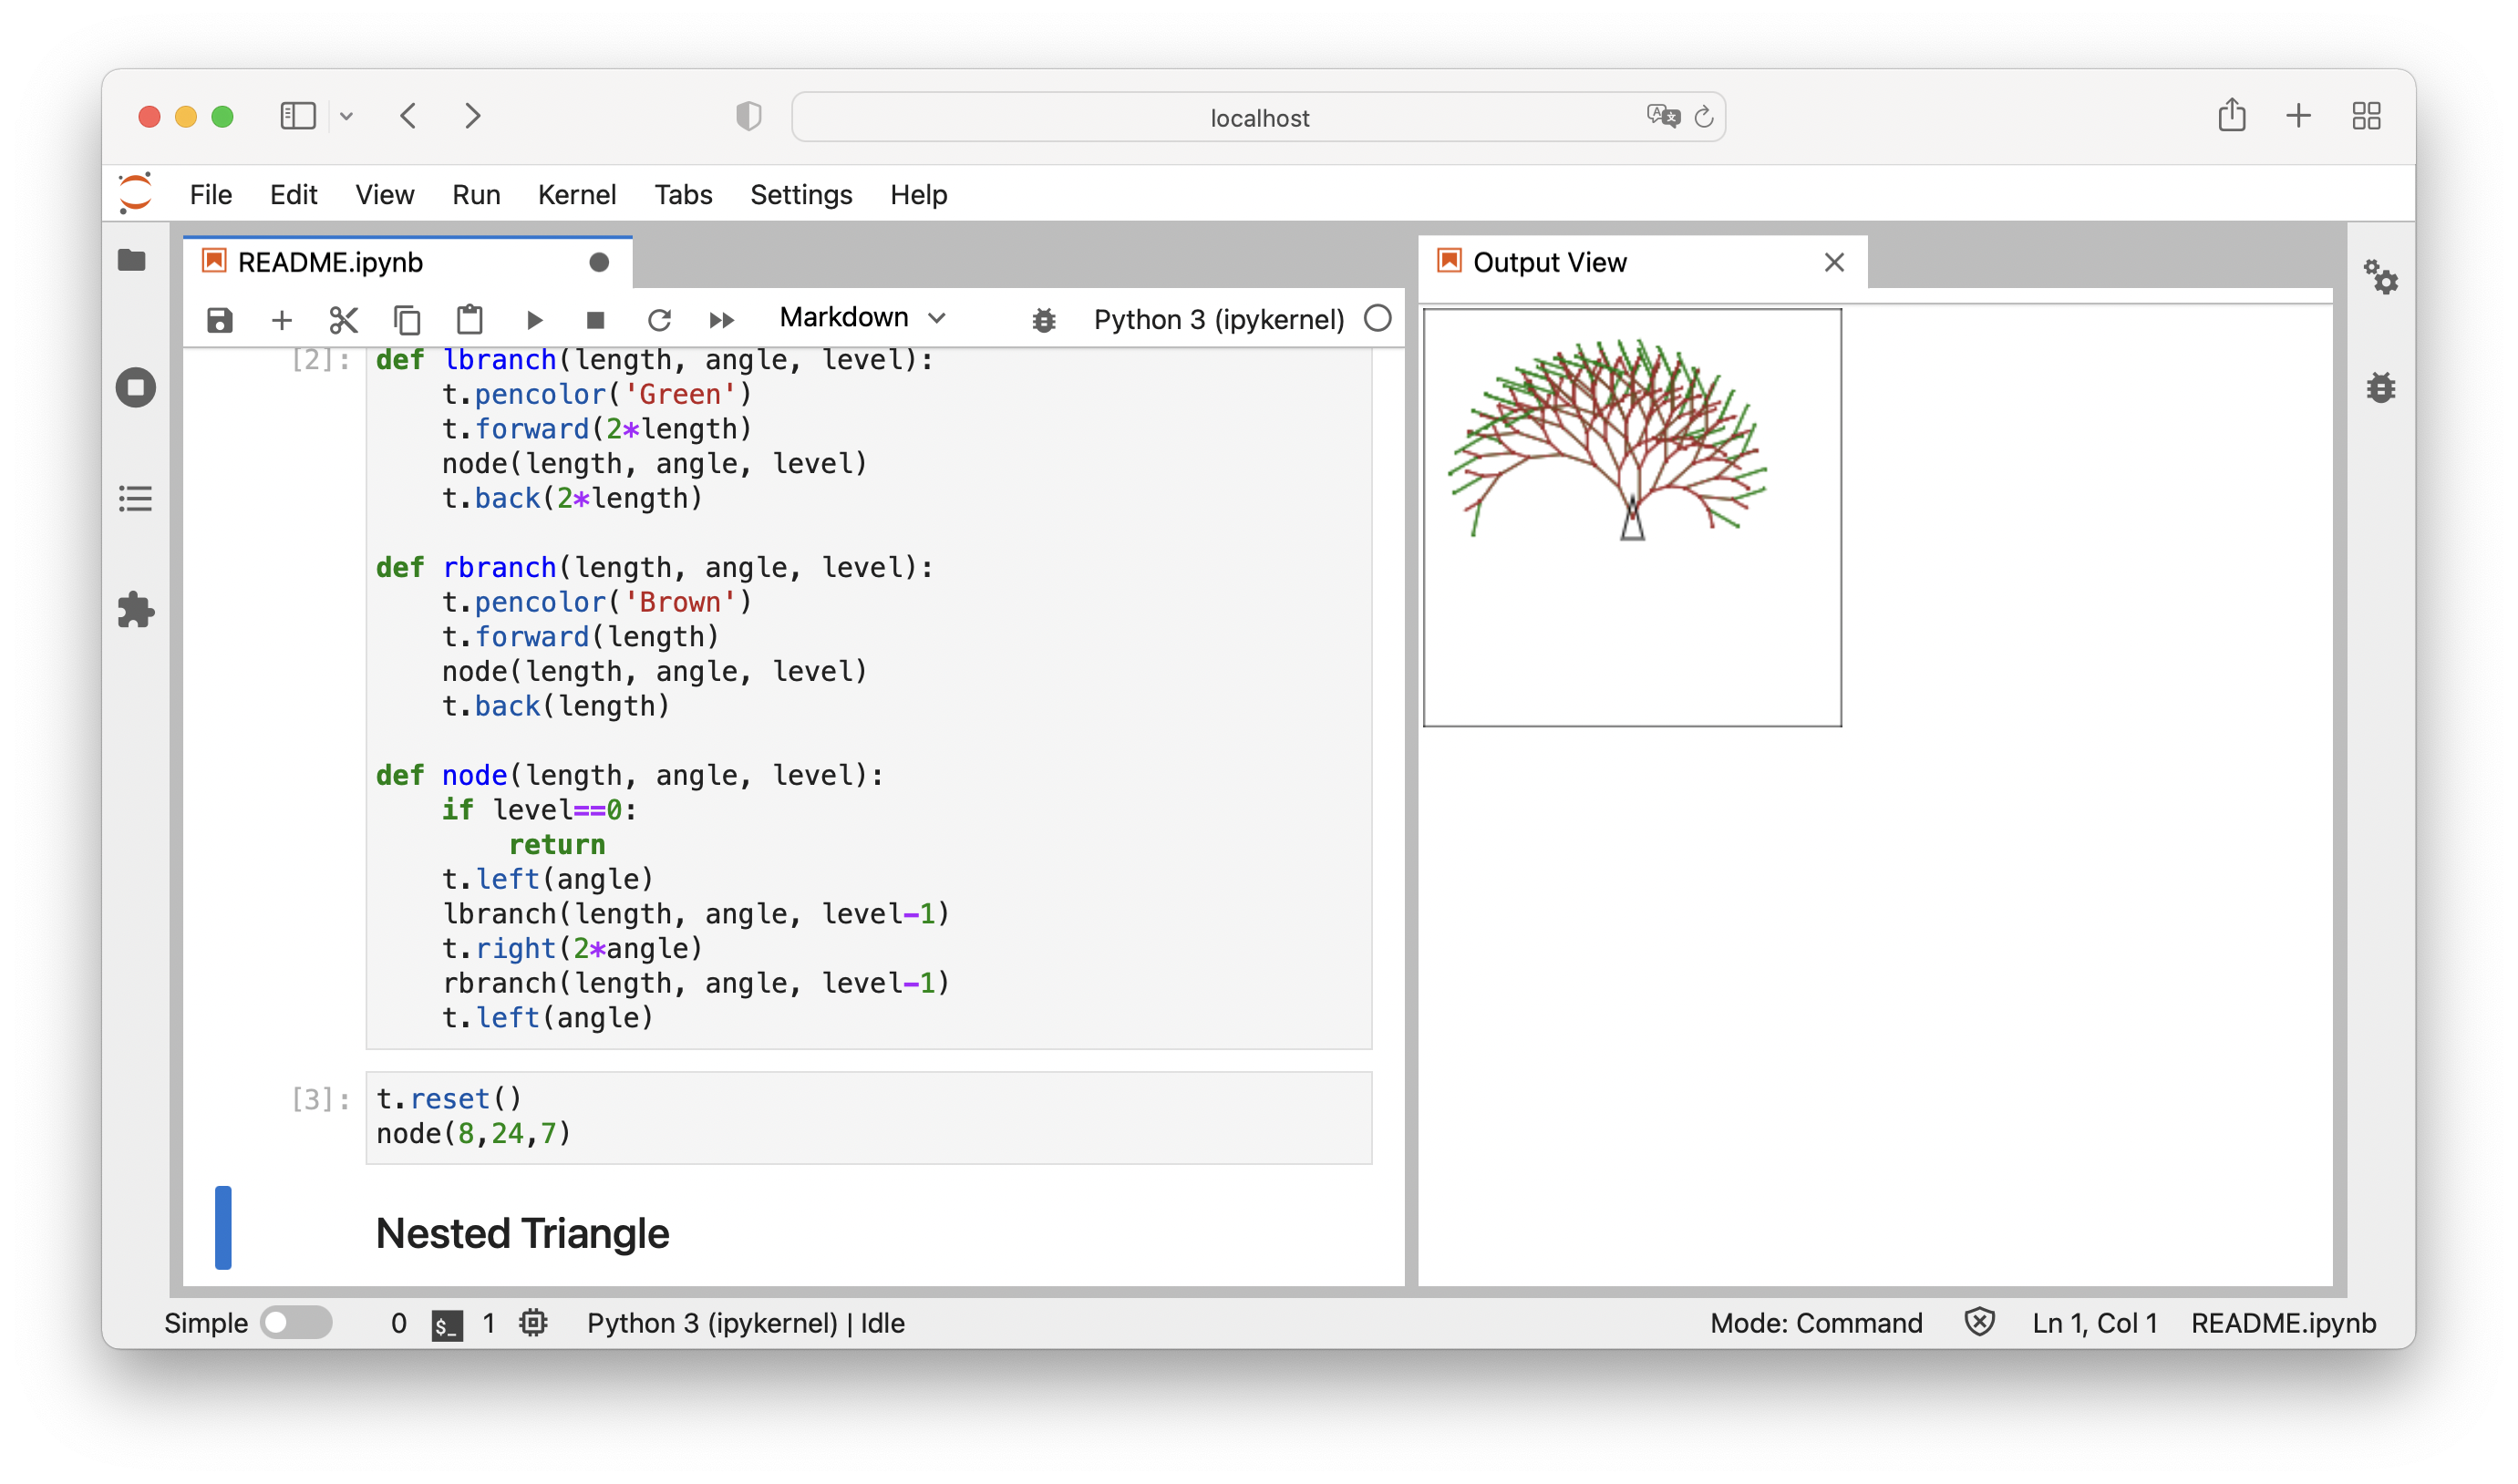 localhost
File Edit View Run Kernel Tabs Settings Help
README.ipynb
Output View
Markdown
Python 3 (ipykernel)
[2]:
def lbranch(length, angle, level):
    t.pencolor('Green')
    t.forward(2*length)
    node(length, angle, level)
    t.back(2*length)
def rbranch(length, angle, level):
    t.pencolor('Brown')
    t.forward(length)
    node(length, angle, level)
    t.back(length)
def node(length, angle, level):
    if level==0:
        return
    t.left(angle)
    lbranch(length, angle, level-1)
    t.right(2*angle)
    rbranch(length, angle, level-1)
    t.left(angle)
[3]:
t.reset()
node(8,24,7)
Nested Triangle
Simple 0 $_ 1 Python 3 (ipykernel) | Idle Mode: Command Ln 1, Col 1 README.ipynb